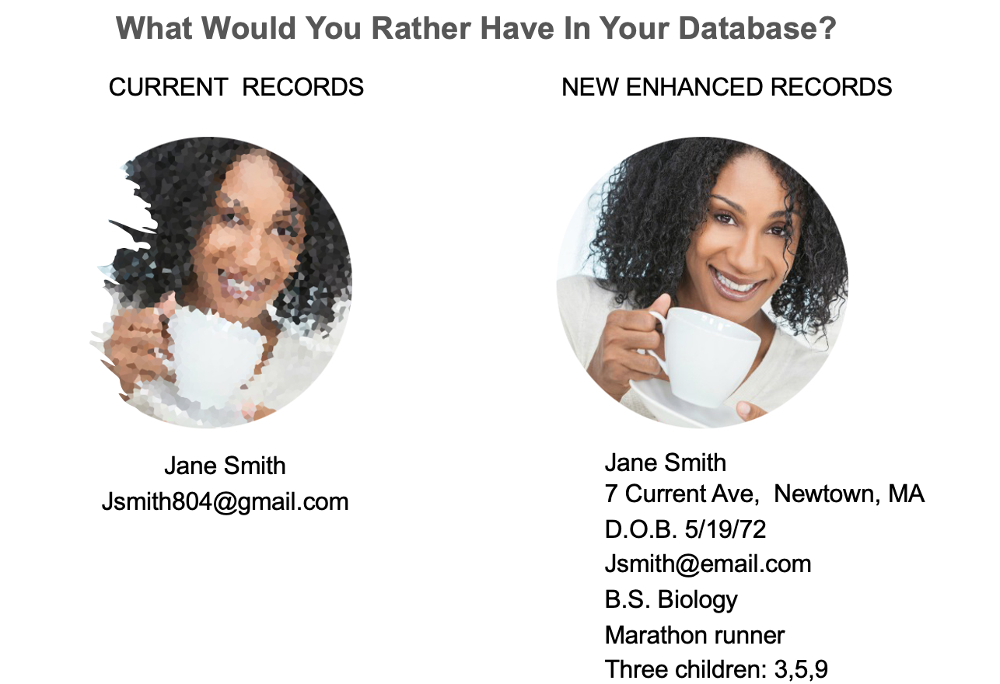 What Would You Rather Have In Your Database?
CURRENT RECORDS
NEW ENHANCED RECORDS
Jane Smith
Jsmith804@gmail.com
Jane Smith
7 Current Ave, Newtown, MA
D.O.B. 5/19/72
Jsmith@email.com
B.S. Biology
Marathon runner
Three children: 3,5,9